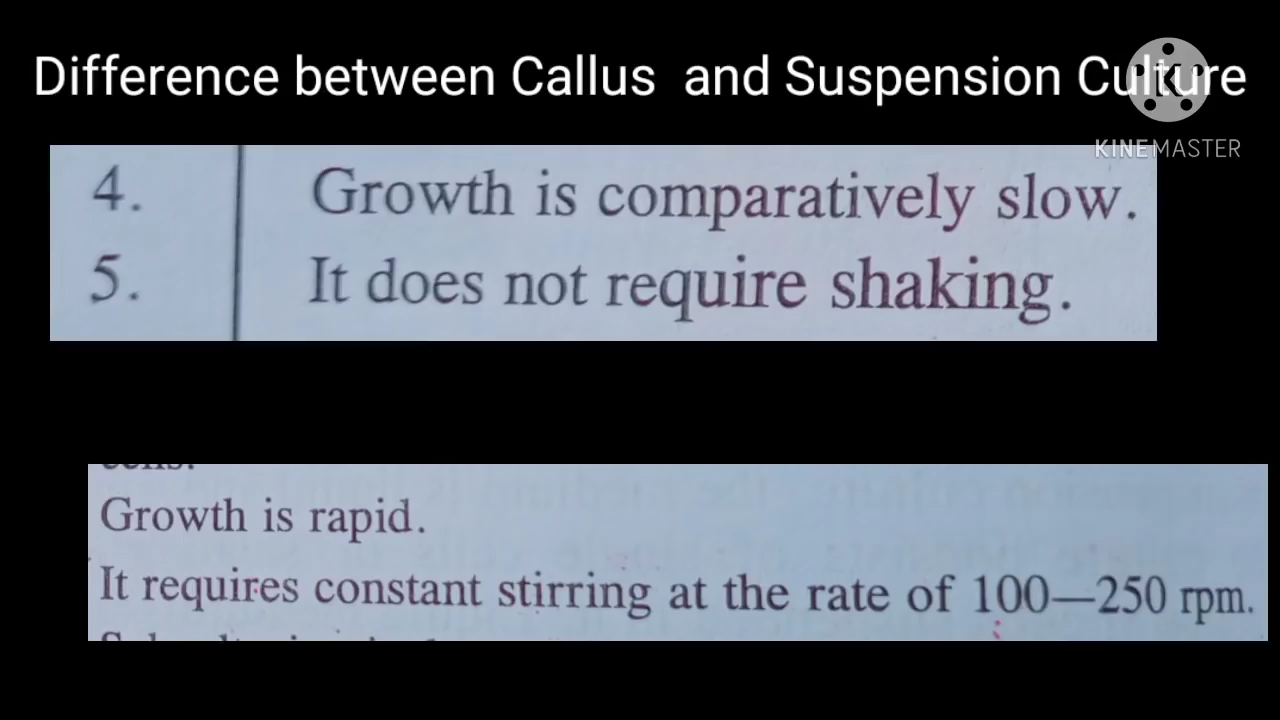 Difference between Callus and Suspension Culture
KINEMASTER
4. Growth is comparatively slow.
5. It does not require shaking.
cells.
Growth is rapid.
It requires constant stirring at the rate of 100—250 rpm.